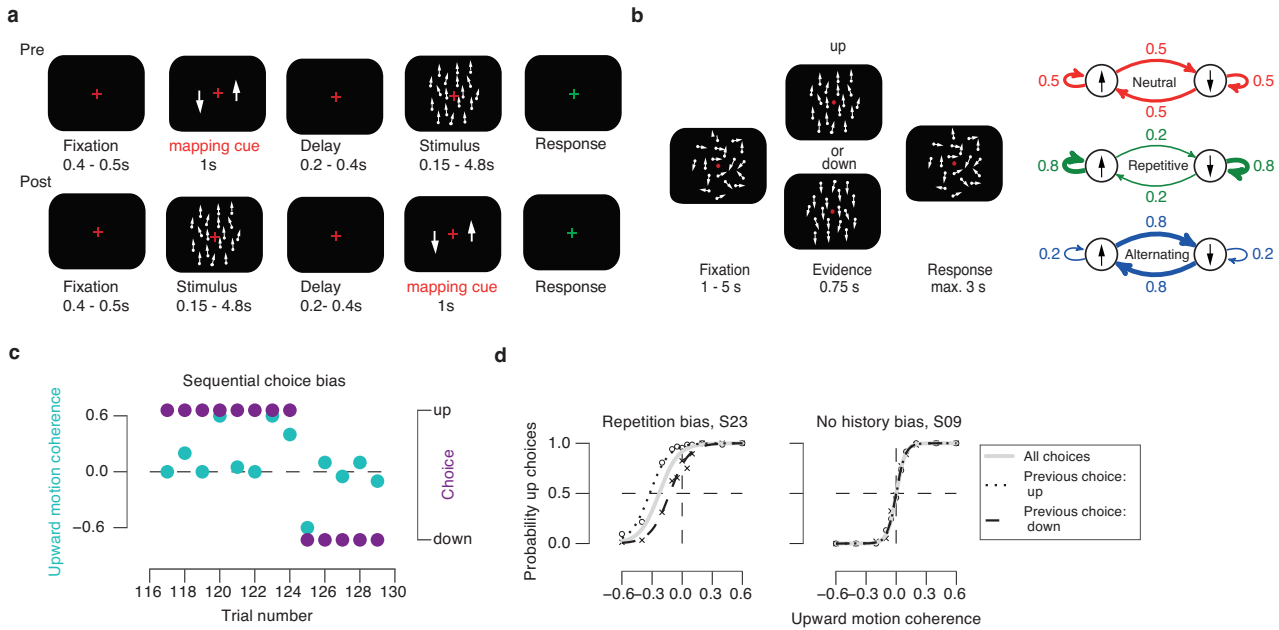 a
Pre
Fixation
0.4 - 0.5s
mapping cue
1s
Delay
0.2 - 0.4s
Stimulus
0.15 - 4.8s
Response
Post
Fixation
0.4 - 0.5s
Stimulus
0.15 - 4.8s
Delay
0.2- 0.4s
mapping cue
1s
Response
b
up
or
down
Fixation
1 - 5 s
Evidence
0.75 s
Response
max. 3 s
0.5
0.5
Neutral
0.5
0.5
0.2
0.8
Repetitive
0.8
0.2
0.8
0.2
Alternating
0.2
0.8
c
Sequential choice bias
Upward motion coherence
0.6
0.0
−0.6
up
Choice
down
116 118 120 122 124 126 128 130
Trial number
d
Probability up choices
Repetition bias, S23
1.0
0.5
0.0
−0.6 −0.3 0.0 0.3 0.6
No history bias, S09
−0.6 −0.3 0.0 0.3 0.6
Upward motion coherence
All choices
Previous choice:
up
Previous choice:
down